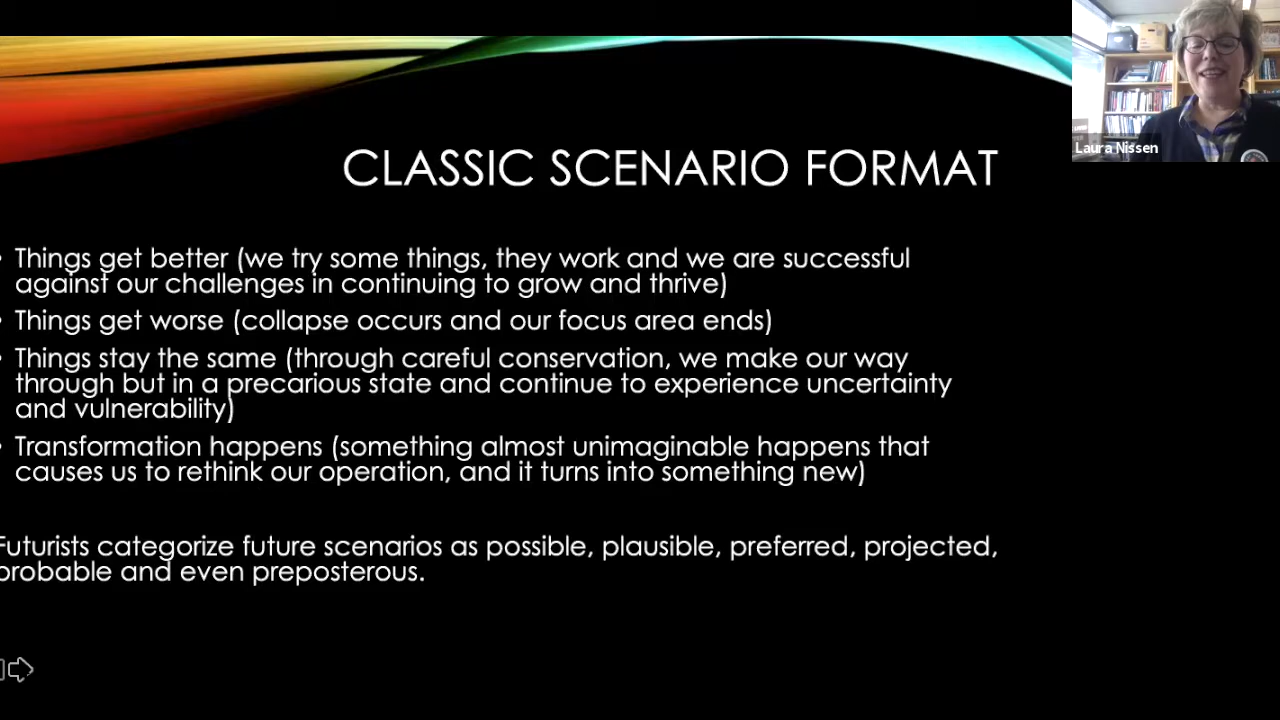 Laura Nissen
CLASSIC SCENARIO FORMAT
Things get better (we try some things, they work and we are successful
against our challenges in continuing to grow and thrive)
Things get worse (collapse occurs and our focus area ends)
Things stay the same (through careful conservation, we make our way
through but in a precarious state and continue to experience uncertainty
and vulnerability)
Transformation happens (something almost unimaginable happens that
causes us to rethink our operation, and it turns into something new)
Futurists categorize future scenarios as possible, plausible, preferred, projected,
probable and even preposterous.